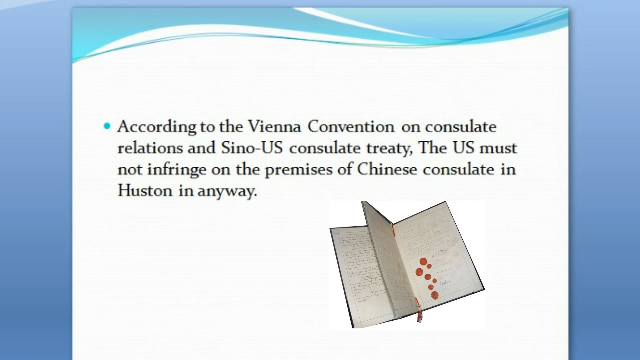 According to the Vienna Convention on consulate
relations and Sino-US consulate treaty, The US must
not infringe on the premises of Chinese consulate in
Huston in anyway.